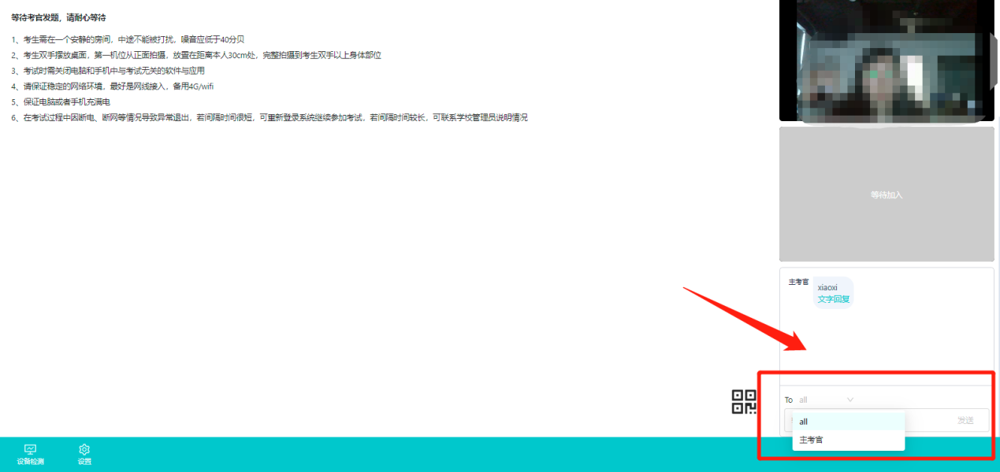 等待考官发题，请耐心等待
1、考生需在一个安静的房间，中途不能被打扰，噪音应低于40分贝
2、考生双手摆放桌面，第一机位从正面拍摄，放置在距离本人30cm处，完整拍摄到考生双手以上身体部位
3、考试时需关闭电脑和手机中与考试无关的软件与应用
4、请保证稳定的网络环境，最好是网线接入，备用4G/wifi
5、保证电脑或者手机充满电
6、在考试过程中因断电、断网等情况导致异常退出，若间隔时间很短，可重新登录系统继续参加考试，若间隔时间较长，可联系学校管理员说明情况
等待加入
主考官
xiaoxi
文字回复
To all
发送
all
主考官
设备检测
设置